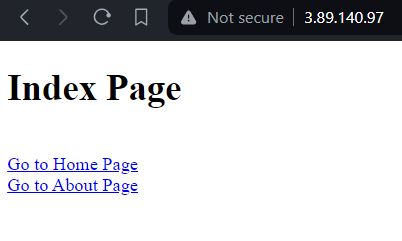 Not secure 3.89.140.97
Index Page
Go to Home Page
Go to About Page